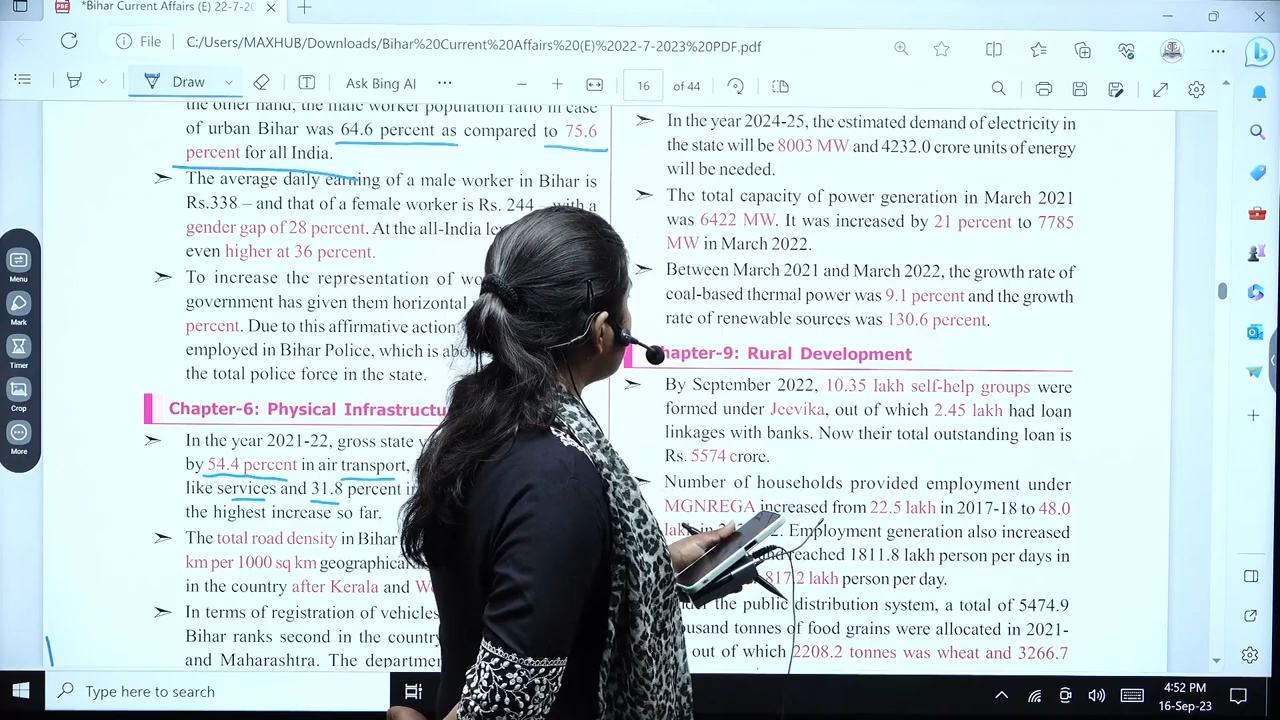 *Bihar Current Affairs (E) 22-7-20
File
C:/Users/MAXHUB/Downloads/Bihar%20Current%20Affairs%20(E)%2022-7-2023%20PDF.pdf
Draw
Ask Bing AI
16 of 44
Menu
Mark
Timer
Crop
More
the other hand, the male worker population ratio in case
of urban Bihar was 64.6 percent as compared to 75.6
percent for all India.
The average daily earning of a male worker in Bihar is
Rs.338 – and that of a female worker is Rs. 244 – with a
gender gap of 28 percent. At the all-India
even higher at 36 percent.
To increase the representation of
government has given them horizontal
percent. Due to this affirmative action
employed in Bihar Police, which is
the total police force in the state.
Chapter-6: Physical
In the year 2021-22, gross state
by 54.4 percent in air transport,
like services and 31.8 percent
the highest increase so far.
The total road density in Bihar
km per 1000 sq km
in the country after Kerala and
In terms of registration of vehicles
Bihar ranks second in the country
and Maharashtra. The
In the year 2024-25, the estimated demand of electricity in
the state will be 8003 MW and 4232.0 crore units of energy
will be needed.
The total capacity of power generation in March 2021
was 6422 MW. It was increased by 21 percent to 7785
MW in March 2022.
Between March 2021 and March 2022, the growth rate of
coal-based thermal power was 9.1 percent and the growth
rate of renewable sources was 130.6 percent.
hapter-9: Rural Development
By September 2022, 10.35 lakh self-help groups were
formed under Jeevika, out of which 2.45 lakh had loan
linkages with banks. Now their total outstanding loan is
Rs. 5574 crore.
Number of households provided employment under
MGNREGA increased from 22.5 lakh in 2017-18 to 48.0
lakh in 2. Employment generation also increased
and reached 1811.8 lakh person per days in
817.2 lakh person per day.
the public distribution system, a total of 5474.9
thousand tonnes of food grains were allocated in 2021-
out of which 2208.2 tonnes was wheat and 3266.7
Type here to search
4:52 PM
16-Sep-23